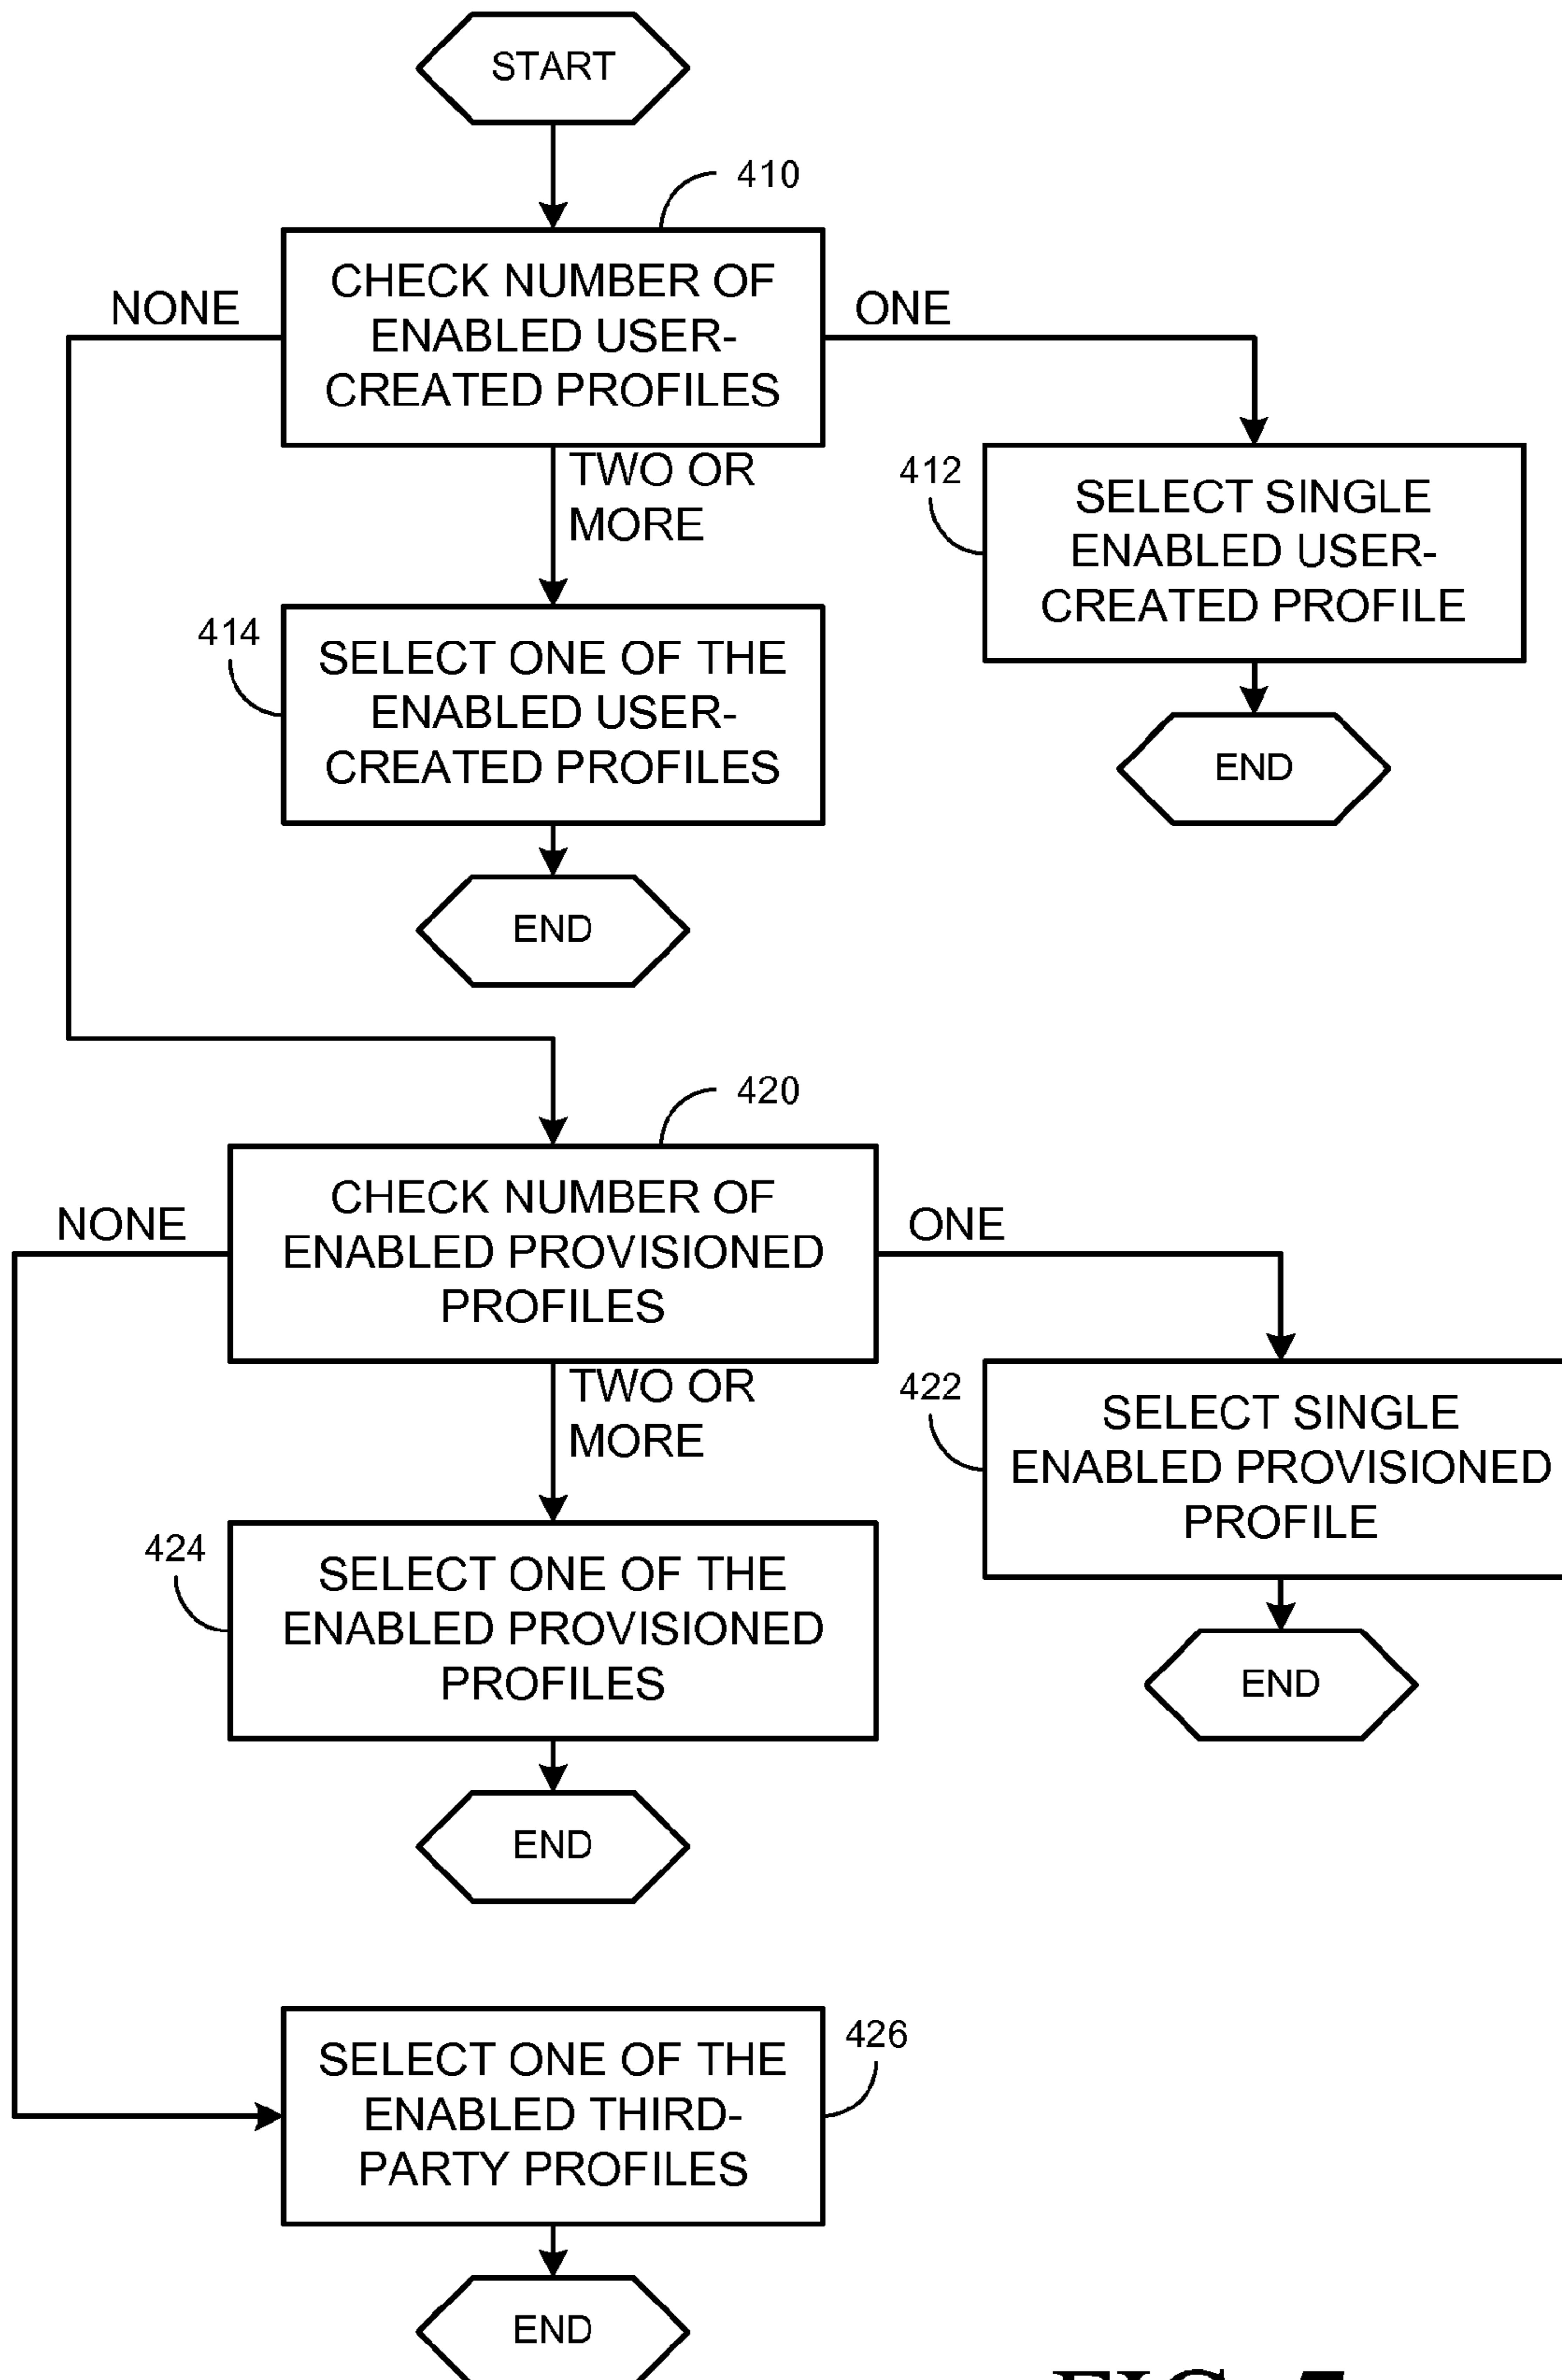 START
410
CHECK NUMBER OF
ENABLED USER-
CREATED PROFILES
NONE
ONE
TWO OR
MORE
412
SELECT SINGLE
ENABLED USER-
CREATED PROFILE
END
414
SELECT ONE OF THE
ENABLED USER-
CREATED PROFILES
END
420
CHECK NUMBER OF
ENABLED PROVISIONED
PROFILES
NONE
ONE
TWO OR
MORE
422
SELECT SINGLE
ENABLED PROVISIONED
PROFILE
END
424
SELECT ONE OF THE
ENABLED PROVISIONED
PROFILES
END
426
SELECT ONE OF THE
ENABLED THIRD-
PARTY PROFILES
END